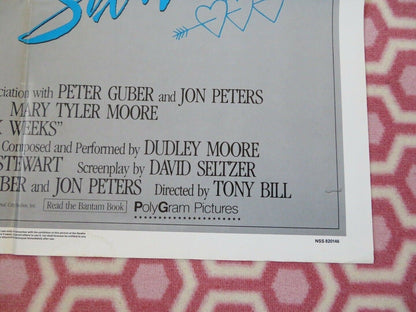 Six
ciation with PETER GUBER and JON PETERS
MARY TYLER MOORE
X WEEKS"
Composed and Performed by DUDLEY MOORE
STEWART Screenplay by DAVID SELTZER
BER and JON PETERS Directed by TONY BILL
Read the Bantam Book PolyGram Pictures
NSS 820146